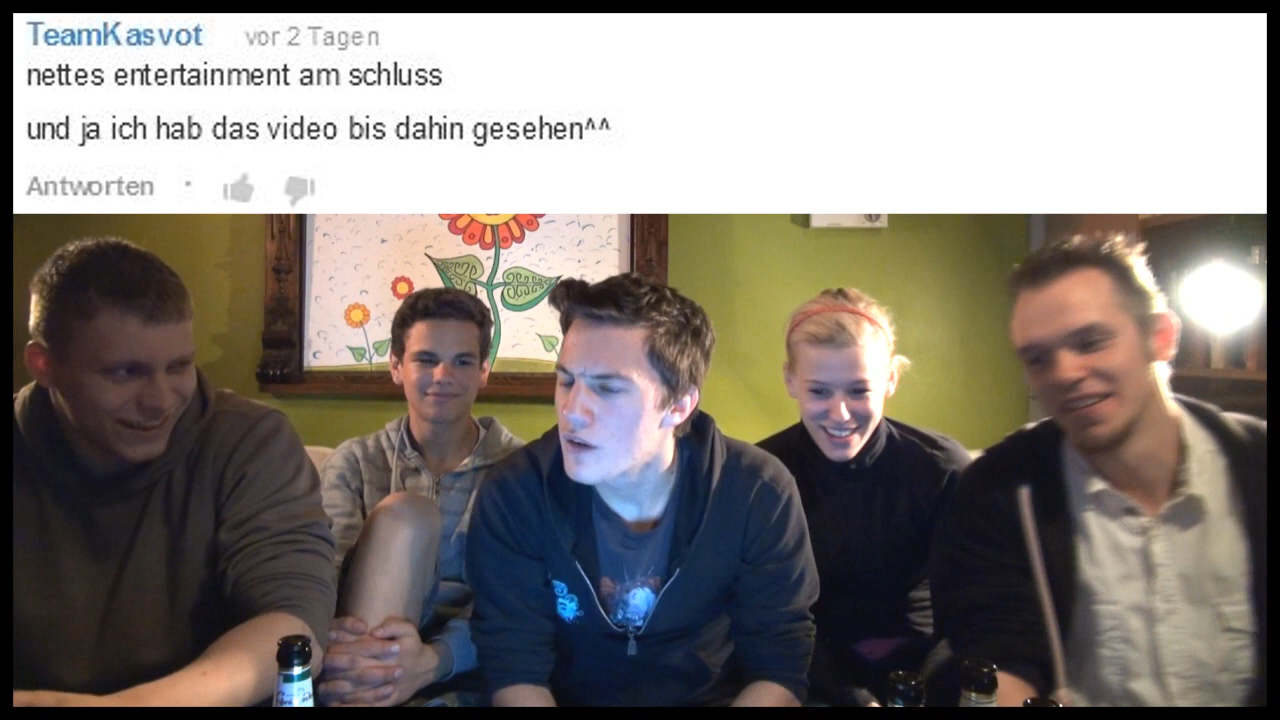 TeamKasvot vor 2 Tagen
nettes entertainment am schluss
und ja ich hab das video bis dahin gesehen^^
Antworten ·